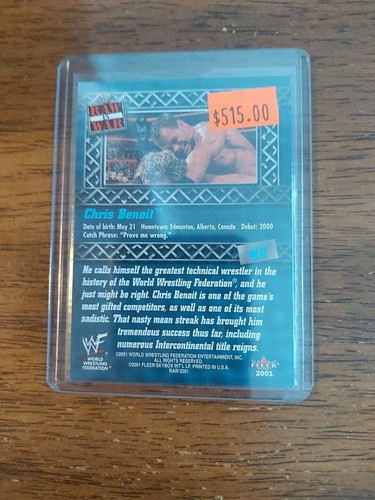 RAW
IS
WAR
$515.00
Chris Benoit™
Date of birth: May 21 Hometown: Edmonton, Alberta, Canada Debut: 2000
Catch Phrase: "Prove me wrong."
He calls himself the greatest technical wrestler in the
history of the World Wrestling Federation®, and he
just might be right. Chris Benoit is one of the game's
most gifted competitors, as well as one of its most
sadistic. That nasty mean streak has brought him
tremendous success thus far, including
numerous Intercontinental title reigns.
WORLD
WRESTLING
FEDERATION®
©2001 WORLD WRESTLING FEDERATION ENTERTAINMENT, INC.
ALL RIGHTS RESERVED.
©2001 FLEER SKYBOX INT'L LP. PRINTED IN U.S.A.
RAW 2001
FLEER
2001